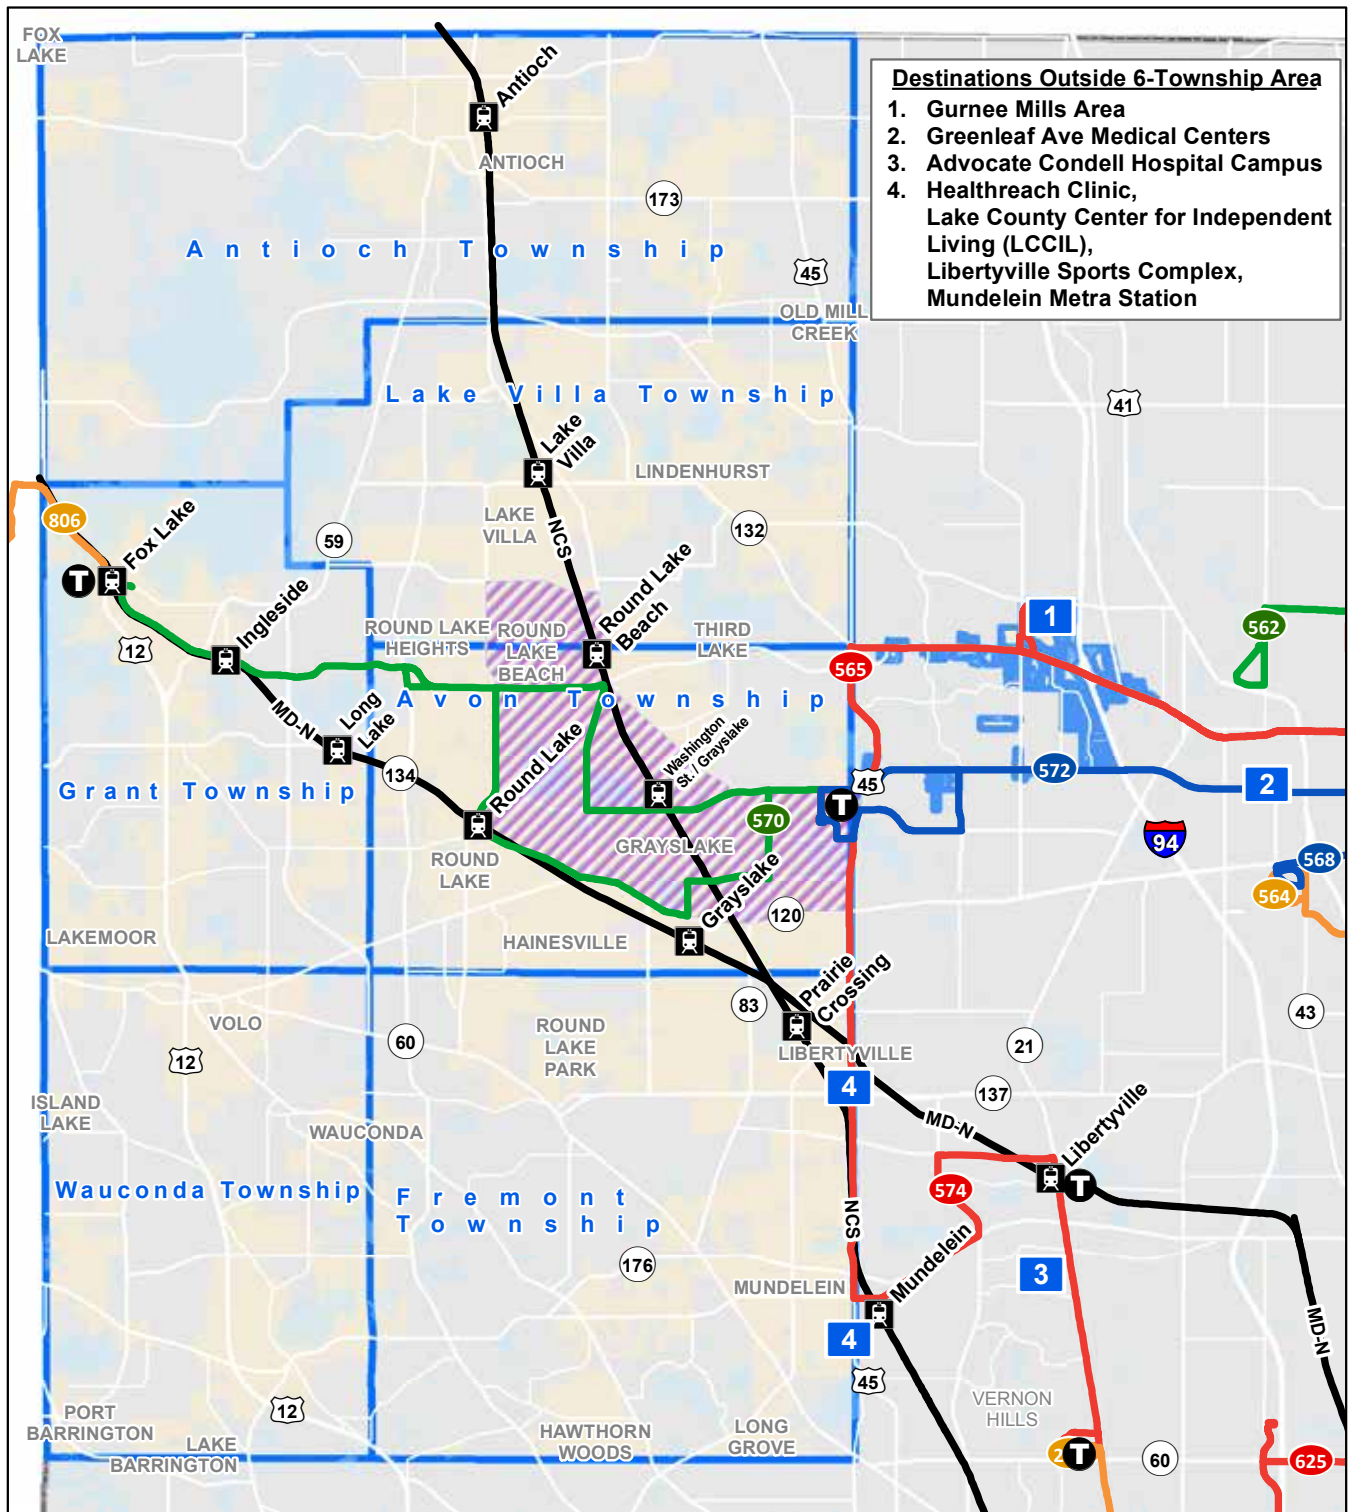 FOX
LAKE
Destinations Outside 6-Township Area
1. Gurnee Mills Area
2. Greenleaf Ave Medical Centers
3. Advocate Condell Hospital Campus
4. Healthreach Clinic,
Lake County Center for Independent
Living (LCCIL),
Libertyville Sports Complex,
Mundelein Metra Station
Antioch
ANTIOCH
173
Antioch Township
45
OLD MILL
CREEK
Lake Villa Township
41
Lake
Villa
LINDENHURST
LAKE
VILLA
NCS
132
806
59
Fox Lake
T
Ingleside
12
ROUND LAKE
HEIGHTS
ROUND
LAKE
BEACH
Round Lake
Beach
THIRD
LAKE
1
562
565
Avon Township
MD-N
Long
Lake
134
Round Lake
Washington
St. / Grayslake
Grant Township
45
572
2
T
570
94
GRAYSLAKE
568
564
ROUND
LAKE
Grayslake
120
LAKEMOOR
HAINESVILLE
Prairie
Crossing
83
VOLO
60
ROUND
LAKE
PARK
12
LIBERTYVILLE
21
43
4
137
ISLAND
LAKE
WAUCONDA
MD-N
Libertyville
T
574
Wauconda Township
Fremont
Township
NCS
Mundelein
176
3
MUNDELEIN
4
MD-N
45
VERNON
HILLS
12
PORT
BARRINGTON
LAKE
BARRINGTON
HAWTHORN
WOODS
LONG
GROVE
T
60
625